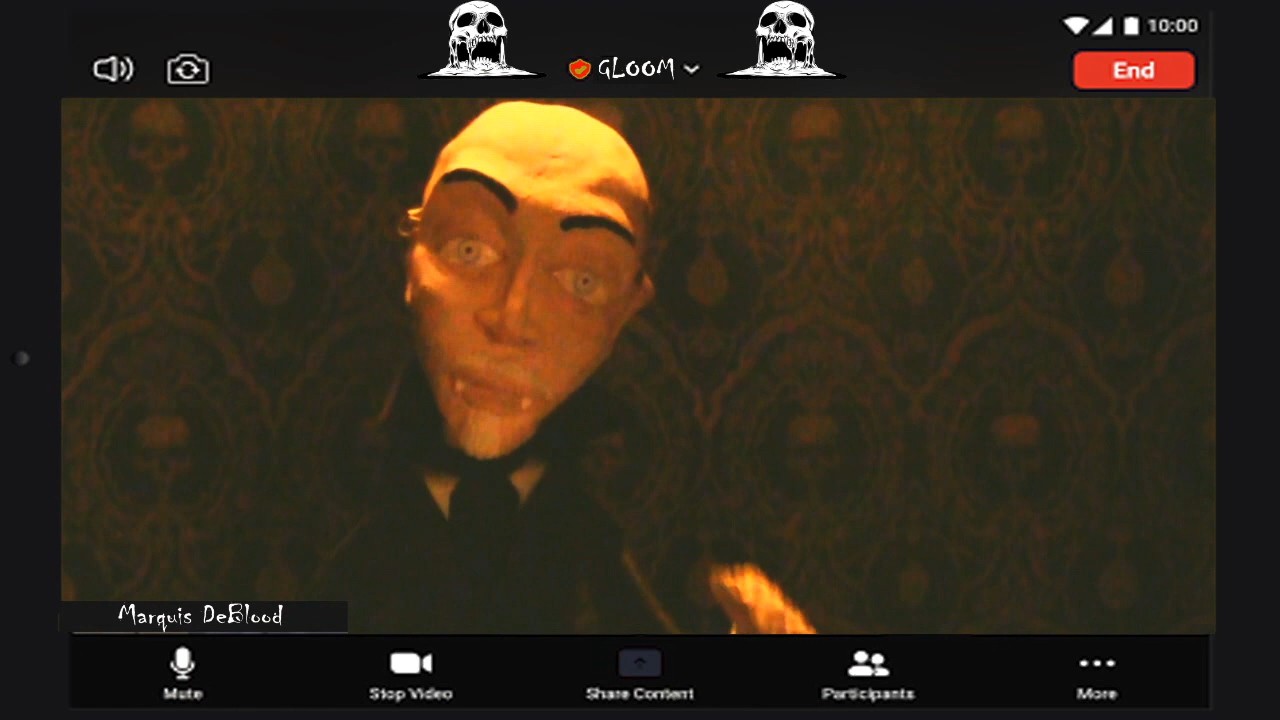 10:00
GLOOM
End
Marquis DeBlood
Mute
Stop Video
Share Content
Participants
More